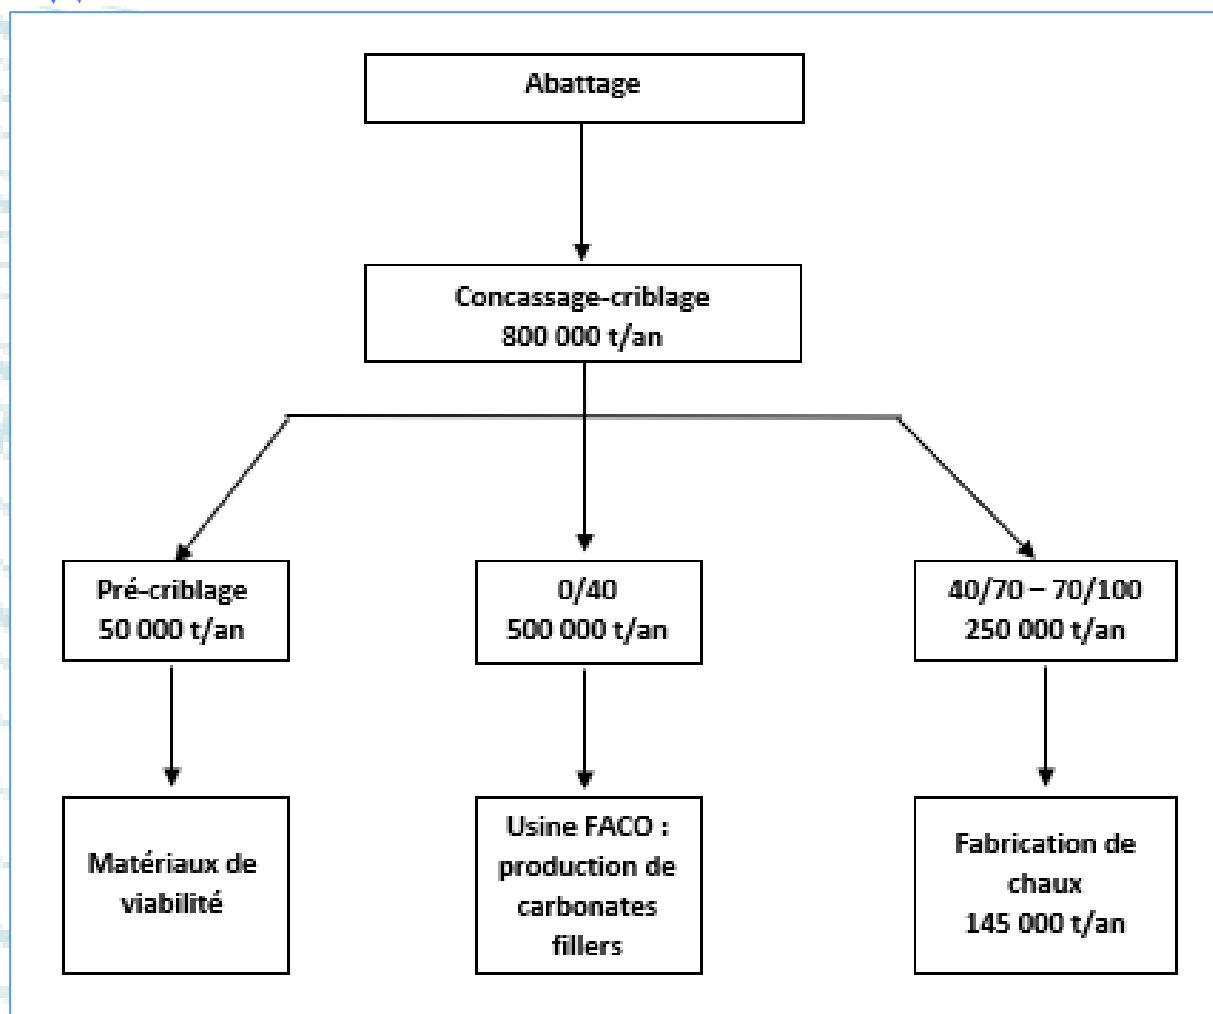 Abattage
Concassage-criblage
800 000 t/an
Pré-criblage
50 000 t/an
0/40
500 000 t/an
40/70 – 70/100
250 000 t/an
Matériaux de
viabilité
Usine FACO :
production de
carbonates
fillers
Fabrication de
chaux
145 000 t/an